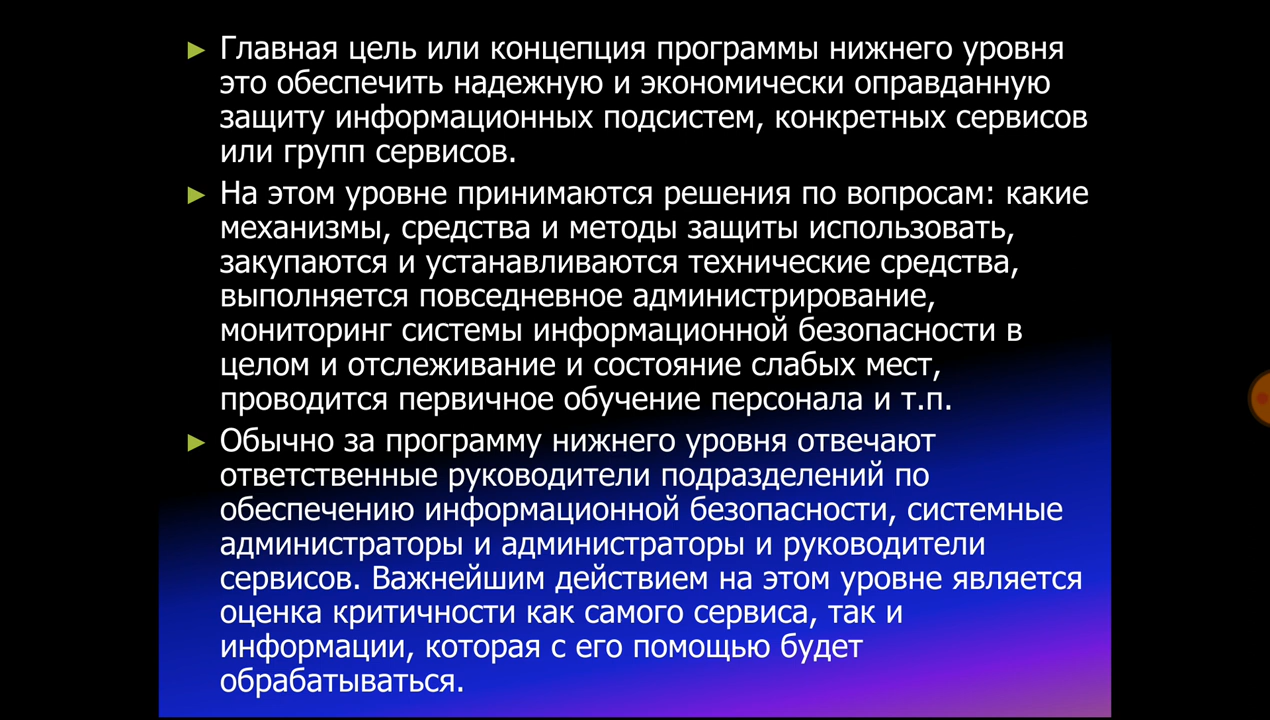 Главная цель или концепция программы нижнего уровня
это обеспечить надежную и экономически оправданную
защиту информационных подсистем, конкретных сервисов
или групп сервисов.
На этом уровне принимаются решения по вопросам: какие
механизмы, средства и методы защиты использовать,
закупаются и устанавливаются технические средства,
выполняется повседневное администрирование,
мониторинг системы информационной безопасности в
целом и отслеживание и состояние слабых мест,
проводится первичное обучение персонала и т.п.
Обычно за программу нижнего уровня отвечают
ответственные руководители подразделений по
обеспечению информационной безопасности, системные
администраторы и администраторы и руководители
сервисов. Важнейшим действием на этом уровне является
оценка критичности как самого сервиса, так и
информации, которая с его помощью будет
обрабатываться.